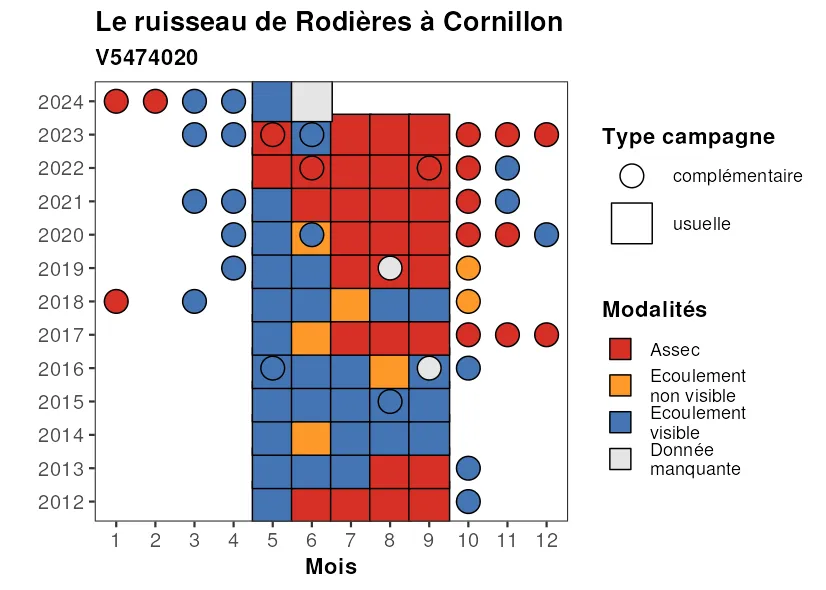 Le ruisseau de Rodières à Cornillon
V5474020
2024
2023
2022
2021
2020
2019
2018
2017
2016
2015
2014
2013
2012
1 2 3 4 5 6 7 8 9 10 11 12
Mois
Type campagne
complémentaire
usuelle
Modalités
Assec
Ecoulement
non visible
Ecoulement
visible
Donnée
manquante